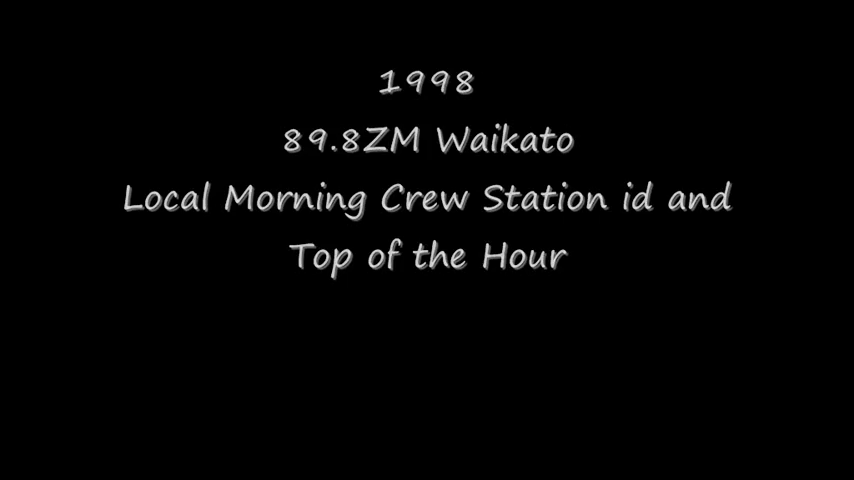 1998
89.8ZM Waikato
Local Morning Crew Station id and
Top of the Hour